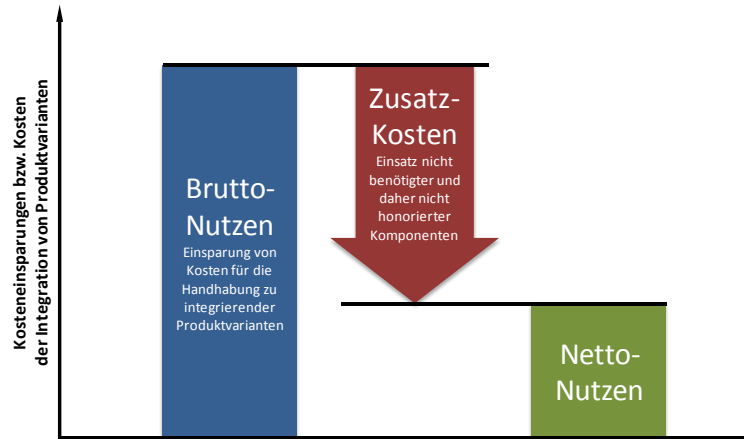 Kosteneinsparungen bzw. Kosten
der Integration von Produktvarianten
Brutto-
Nutzen
Einsparung von
Kosten für die
Handhabung zu
integrierender
Produktvarianten
Zusatz-
Kosten
Einsatz nicht
benötigter und
daher nicht
honorierter
Komponenten
Netto-
Nutzen